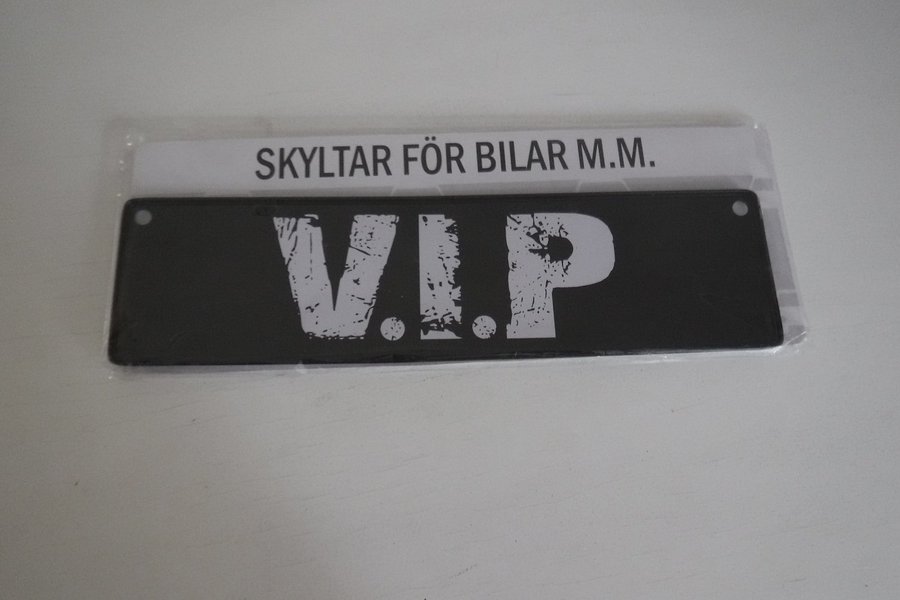 SKYLTAR FÖR BILAR M.M.
V.I.P